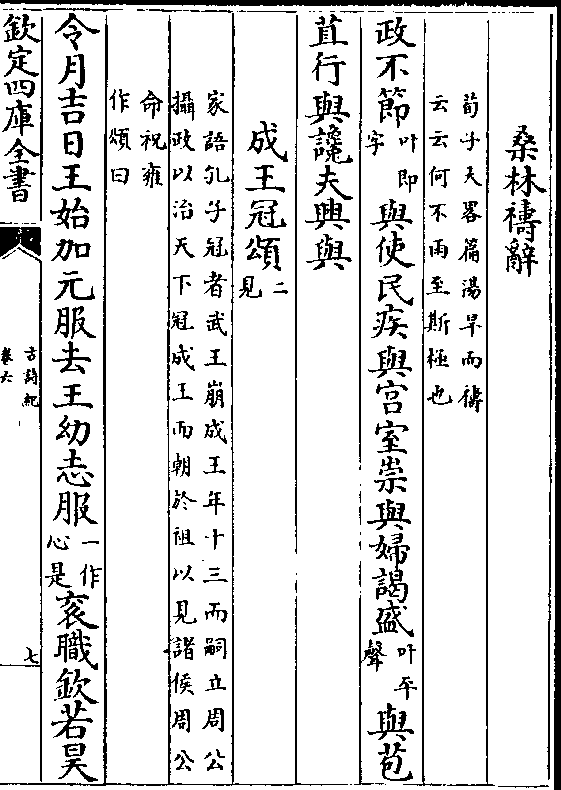 桑林禱辭
荀子大畧篇湯旱而禱
云云何不雨至斯極也
政不節叶即
字與使民疾與宫室崇與婦謁盛叶平
聲與苞
苴行與讒夫興與
成王冠頌二
見
家語孔子冠者武王崩成王年十三而嗣立周公
攝政以治天下冠成王而朝於祖以見諸侯周公
命祝雍
作頌曰
令月吉日王始加元服去王幼志服一作
心是衮職欽若昊
欽定四庫全書
古詩紀
卷六
七